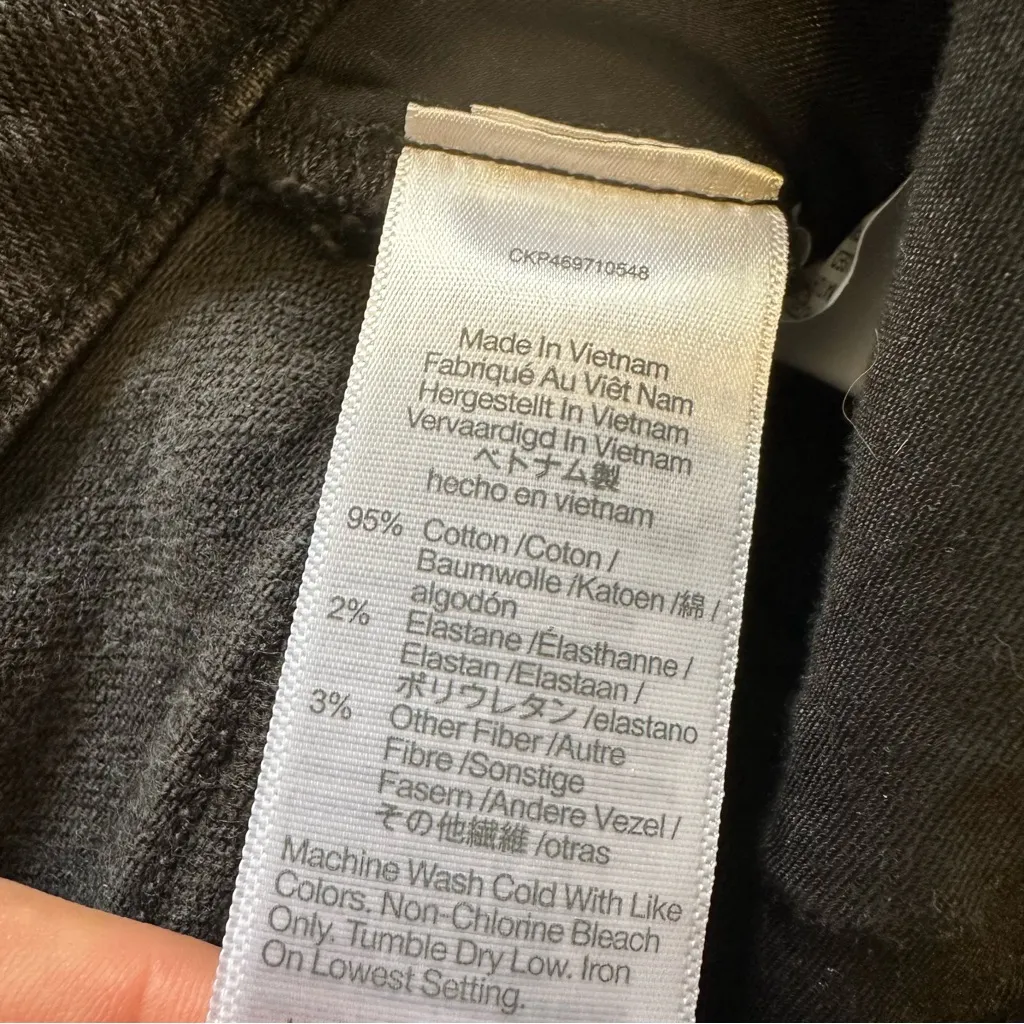 CKP469710548
Made In Vietnam
Fabriqué Au Viêt Nam
Hergestellt In Vietnam
Vervaardigd In Vietnam
ベトナム製
hecho en vietnam
95% Cotton /Coton /
Baumwolle /Katoen /綿 /
algodón
2% Elastane /Élasthanne /
Elastan /Elastaan /
ポリウレタン /elastano
3% Other Fiber /Autre
Fibre /Sonstige
Fasern /Andere Vezel /
その他繊維 /otras
Machine Wash Cold With Like
Colors. Non-Chlorine Bleach
Only. Tumble Dry Low. Iron
On Lowest Setting.